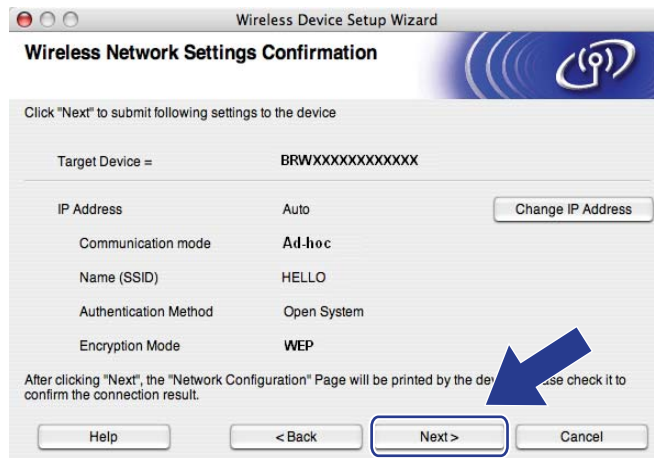 Wireless Device Setup Wizard
Wireless Network Settings Confirmation
Click "Next" to submit following settings to the device
Target Device = BRWXXXXXXXXXXXX
IP Address Auto Change IP Address
Communication mode Ad-hoc
Name (SSID) HELLO
Authentication Method Open System
Encryption Mode WEP
After clicking "Next", the "Network Configuration" Page will be printed by the check it to
confirm the connection result.
Help < Back Next > Cancel